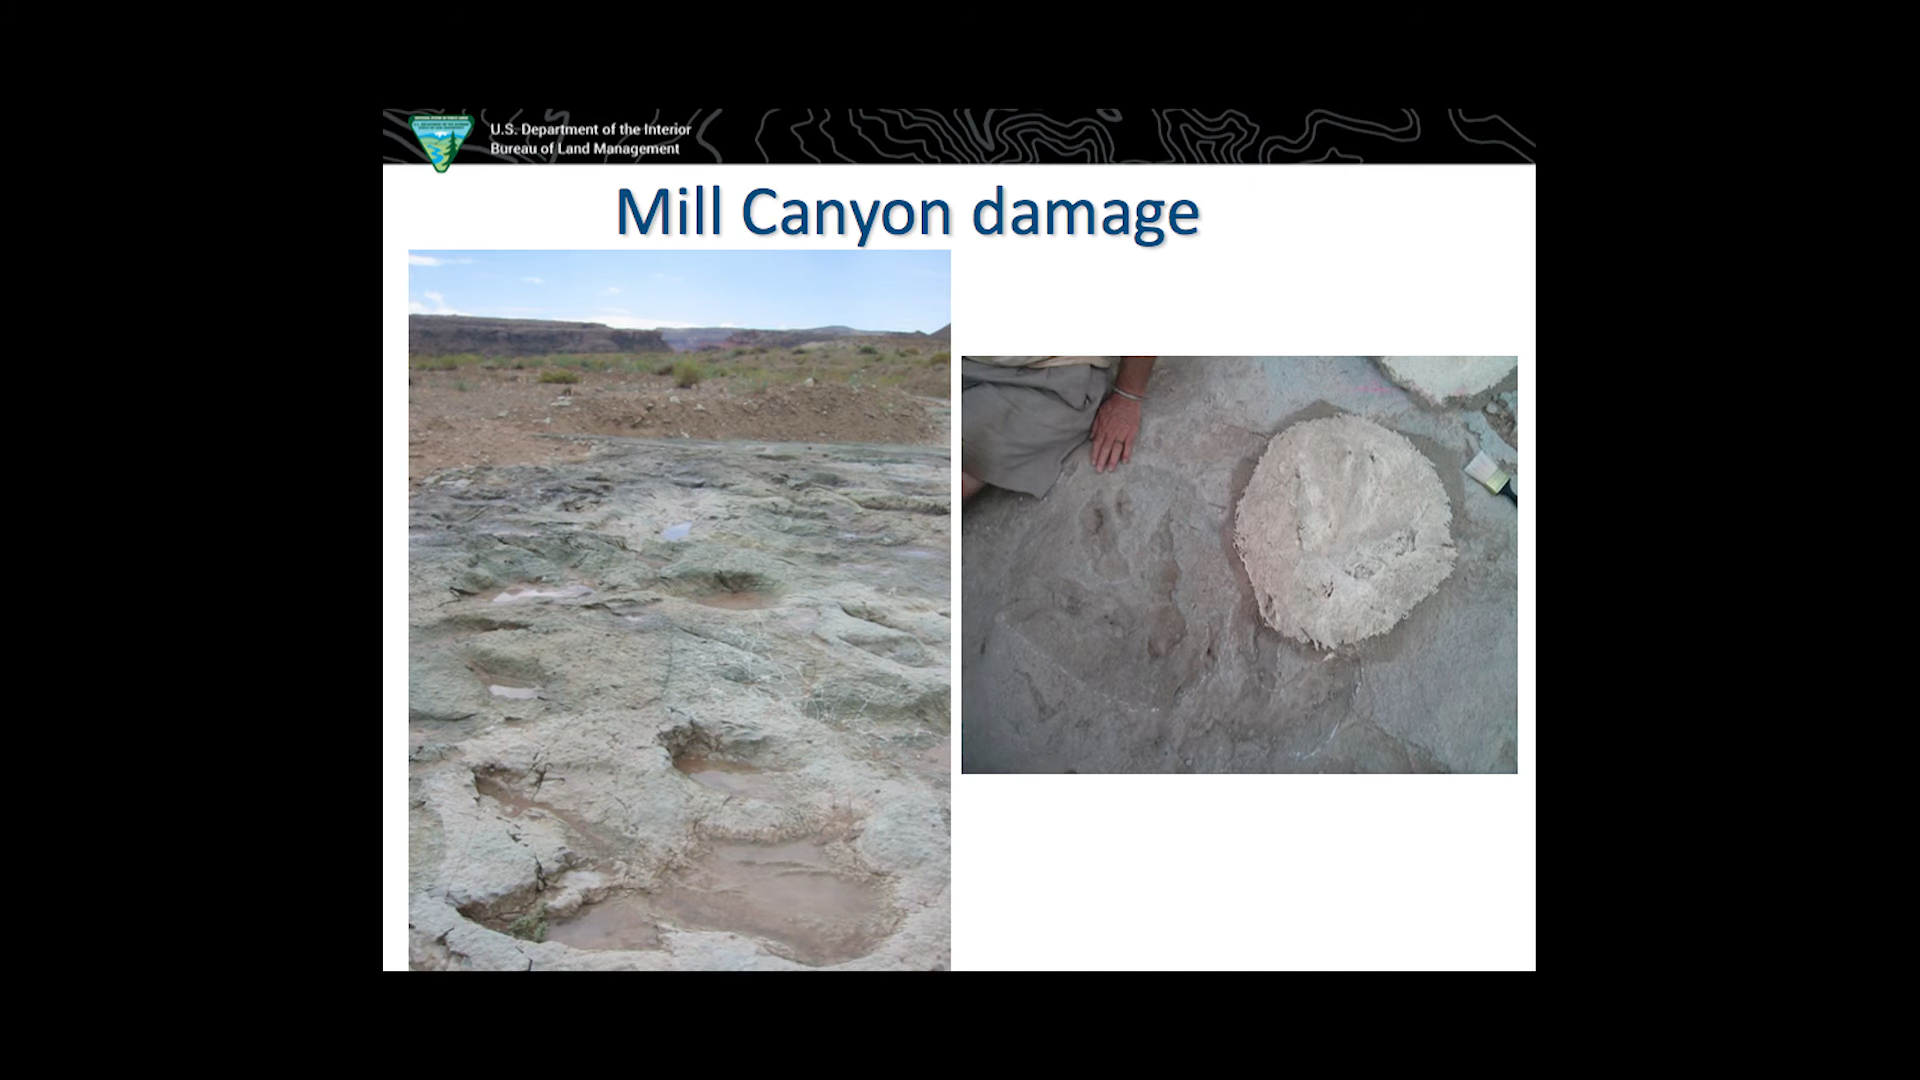 U.S. Department of the Interior
Bureau of Land Management
Mill Canyon damage